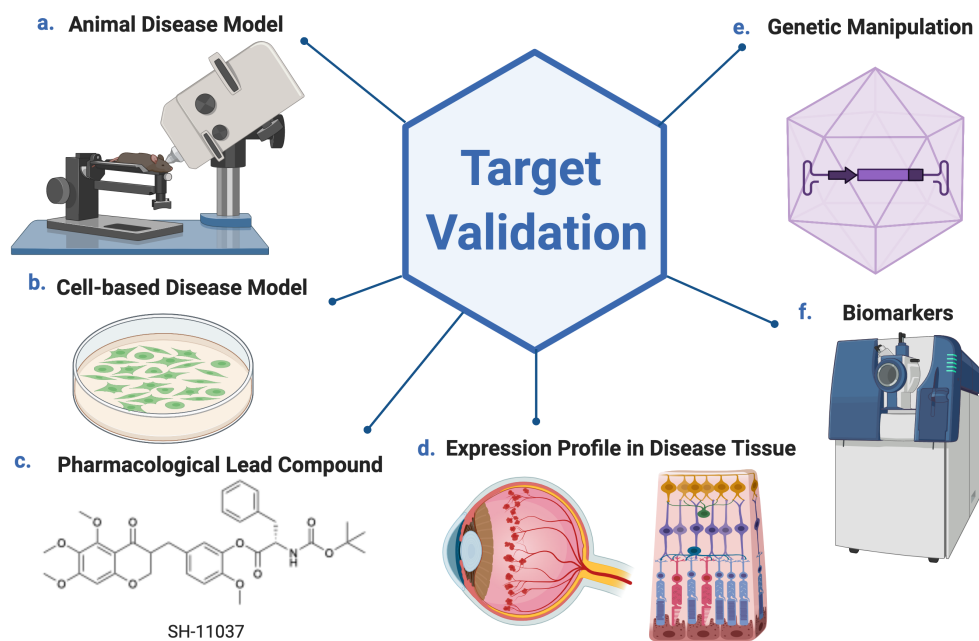 a. Animal Disease Model
e. Genetic Manipulation
Target
Validation
b. Cell-based Disease Model
f. Biomarkers
c. Pharmacological Lead Compound
d. Expression Profile in Disease Tissue
O
O
O
O
O
O
O
O
N
H
O
O
SH-11037